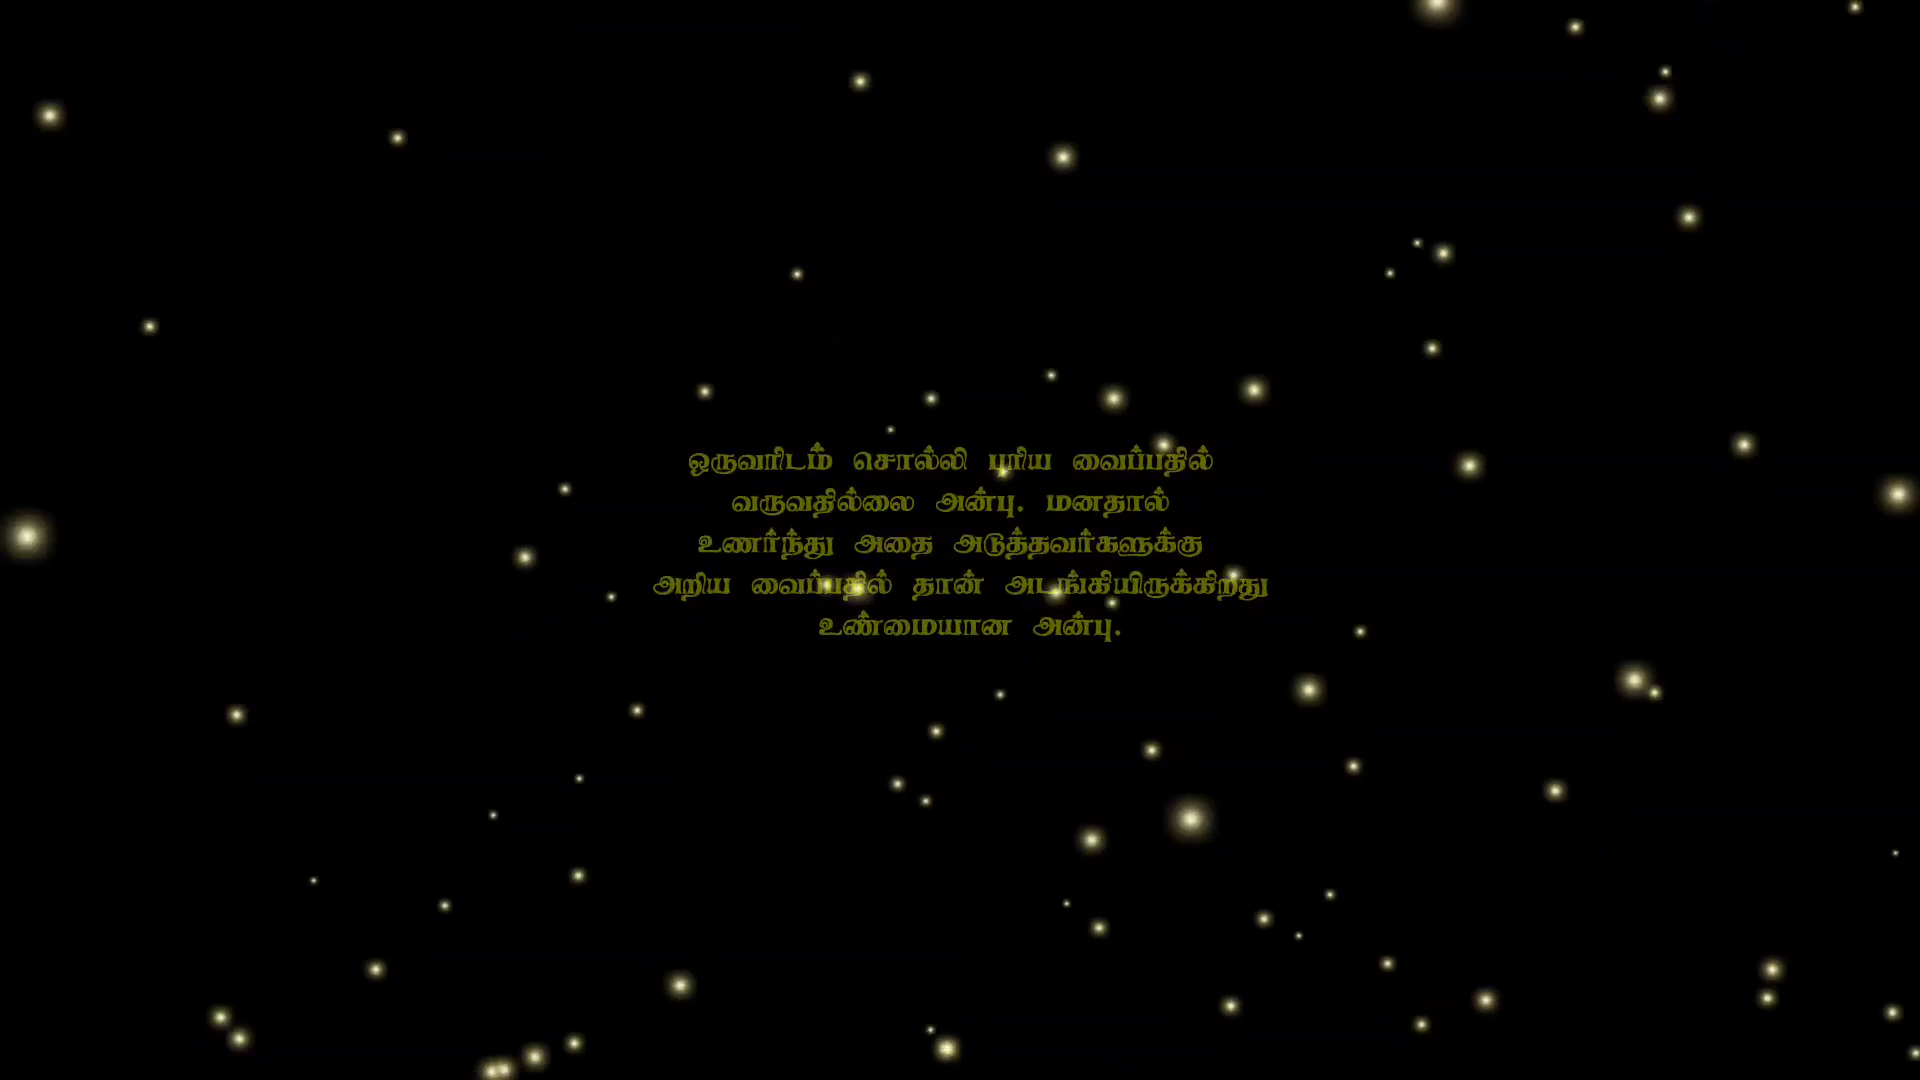 ஒருவரிடம் சொல்லி புரிய வைப்பதில்
வருவதில்லை அன்பு. மனதால்
உணர்ந்து அதை அடுத்தவர்களுக்கு
அறிய வைப்பதில் தான் அடங்கியிருக்கிறது
உண்மையான அன்பு.